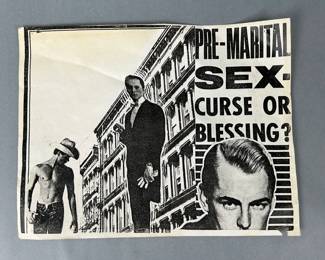 PRE-MARITAL
SEX-
CURSE OR
BLESSING?